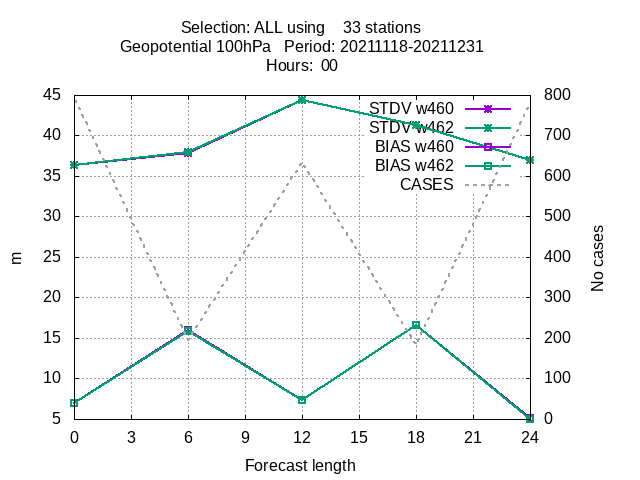 Selection: ALL using    33 stations
Geopotential 100hPa   Period: 20211118-20211231
Hours:  00
45 800
STDV w460
STDV w462
40 700
BIAS w460
BIAS w462
35 600
CASES
30 500
m
25 400
No cases
20 300
15 200
10 100
5 0
0 3 6 9 12 15 18 21 24
Forecast length